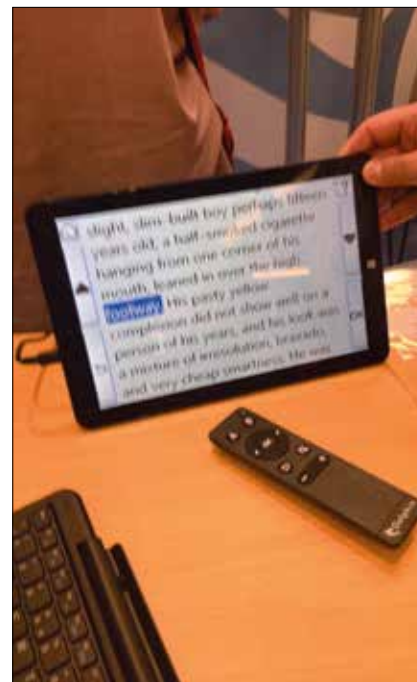 slight, slim-built boy perhaps fifteen
years old, a half-smoked cigarette
hanging from one corner of his
mouth, leaned in over the high
footway. His pasty yellow
complexion did not show well on a
person of his years, and his look was
a mixture of irresolution, bravado,
and very cheap smartness. He was